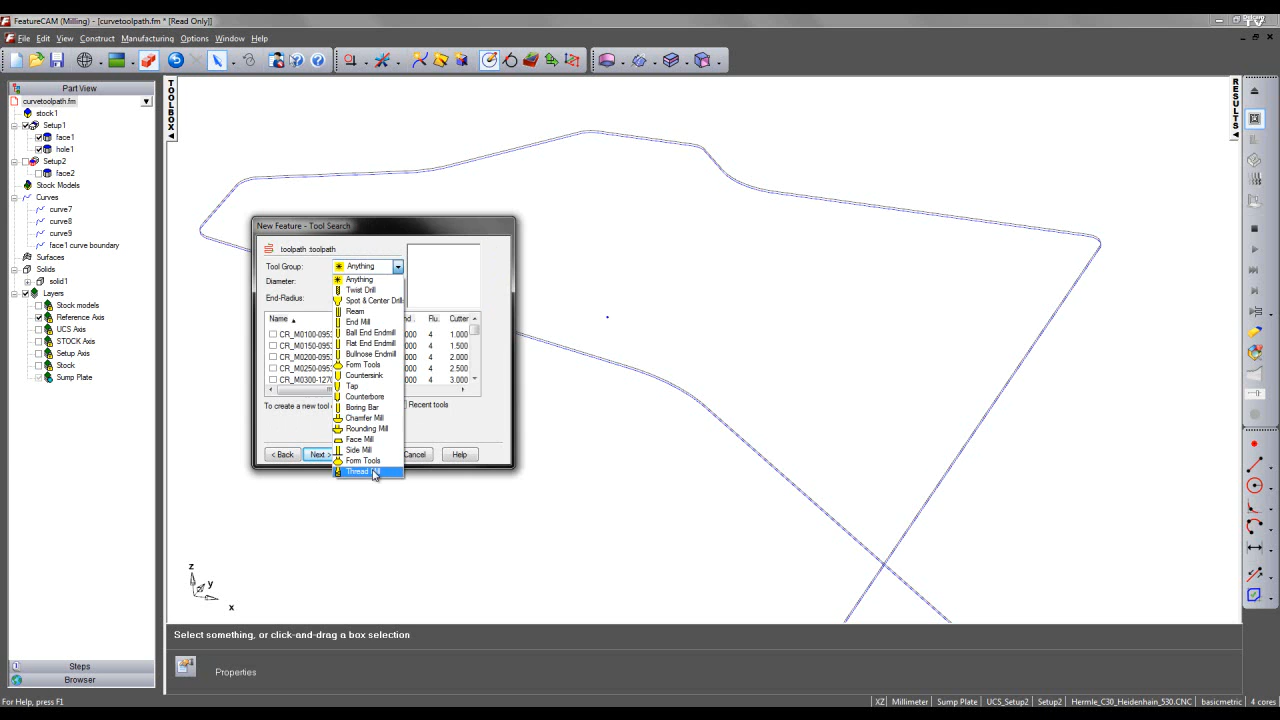 FeatureCAM (Milling) - [curvetoolpath.fm * [Read Only]]
TV
File Edit View Construct Manufacturing Options Window Help
Part View
curvetoolpath.fm
stock1
Setup1
face1
hole1
Setup2
face2
Stock Models
Curves
curve7
curve8
curve9
face1 curve boundary
Surfaces
Solids
solid1
Layers
Stock models
Reference Axis
UCS Axis
STOCK Axis
Setup Axis
Stock
Sump Plate
Steps
Browser
TOOLBOX
RESULTS
New Feature - Tool Search
toolpath :toolpath
Tool Group: Anything
Diameter:
End-Radius:
Anything
Twist Drill
Spot & Center Drill
Ream
End Mill
Ball End Endmill
Flat End Endmill
Bullnose Endmill
Form Tools
Countersink
Tap
Counterbore
Boring Bar
Chamfer Mill
Rounding Mill
Face Mill
Side Mill
Form Tools
Thread Mill
Name Flu. Cutter
CR_M0100-095 000 4 1.000
CR_M0150-095 000 4 1.500
CR_M0200-095 000 4 2.000
CR_M0250-095 000 4 2.500
CR_M0300-127 000 4 3.000
To create a new tool Recent tools
< Back Next > Cancel Help
z
y
x
Select something, or click-and-drag a box selection
Properties
For Help, press F1
XZ Millimeter Sump Plate UCS_Setup2 Setup2 Hermle_C30_Heidenhain_530.CNC basicmetric 4 cores